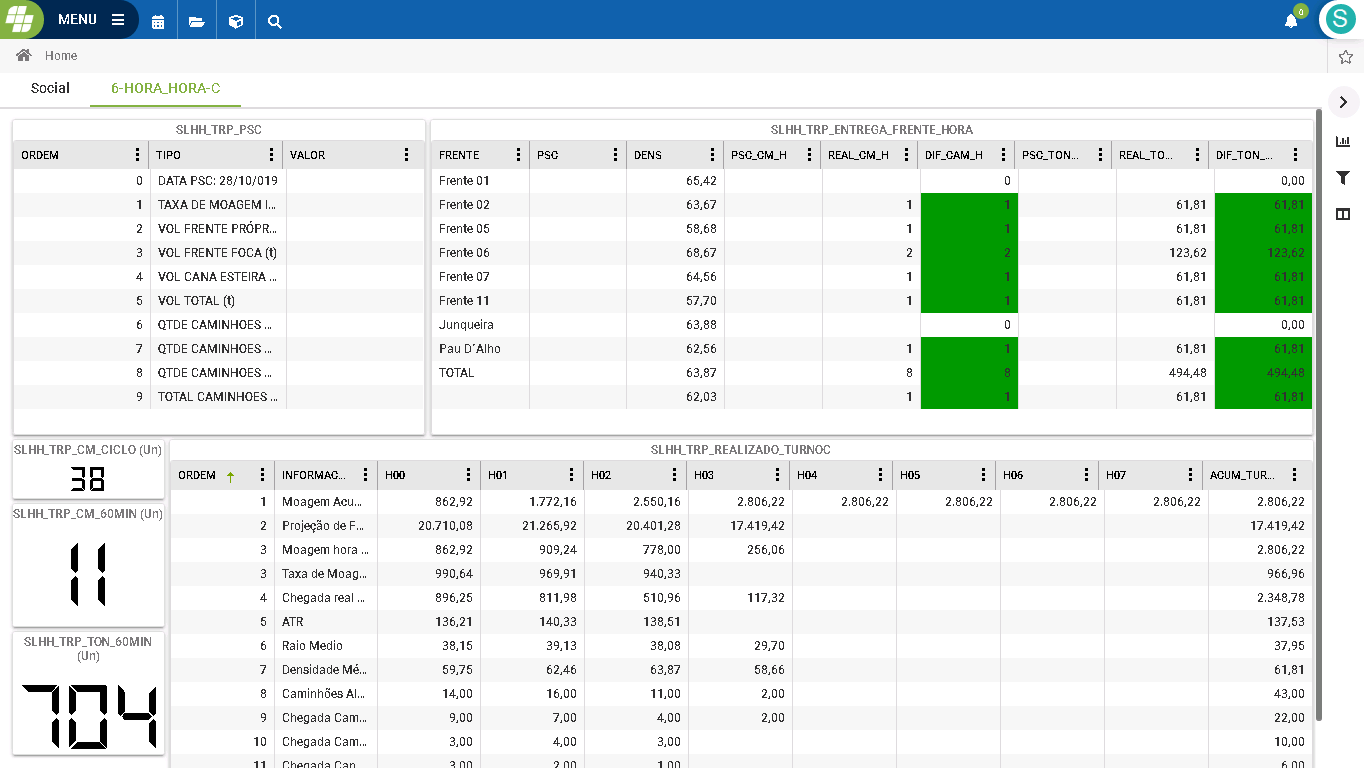 MENU
0
S
Home
Social 6-HORA_HORA-C
SLHH_TRP_PSC
ORDEM TIPO VALOR
0 DATA PSC: 28/10/019
1 TAXA DE MOAGEM I...
2 VOL FRENTE PRÓPR...
3 VOL FRENTE FOCA (t)
4 VOL CANA ESTEIRA ...
5 VOL TOTAL (t)
6 QTDE CAMINHOES ...
7 QTDE CAMINHOES ...
8 QTDE CAMINHOES ...
9 TOTAL CAMINHOES ...
SLHH_TRP_ENTREGA_FRENTE_HORA
FRENTE PSC DENS PSC_CM_H REAL_CM_H DIF_CAM_H PSC_TON... REAL_TO... DIF_TON_...
Frente 01 65,42 0 0,00
Frente 02 63,67 1 1 61,81 61,81
Frente 05 58,68 1 1 61,81 61,81
Frente 06 68,67 2 2 123,62 123,62
Frente 07 64,56 1 1 61,81 61,81
Frente 11 57,70 1 1 61,81 61,81
Junqueira 63,88 0 0,00
Pau D´Alho 62,56 1 1 61,81 61,81
TOTAL 63,87 8 8 494,48 494,48
62,03 1 1 61,81 61,81
SLHH_TRP_CM_CICLO (Un)
38
SLHH_TRP_CM_60MIN (Un)
11
SLHH_TRP_TON_60MIN
(Un)
704
SLHH_TRP_REALIZADO_TURNOC
ORDEM INFORMAC... H00 H01 H02 H03 H04 H05 H06 H07 ACUM_TUR...
1 Moagem Acu... 862,92 1.772,16 2.550,16 2.806,22 2.806,22 2.806,22 2.806,22 2.806,22 2.806,22
2 Projeção de F... 20.710,08 21.265,92 20.401,28 17.419,42 17.419,42
3 Moagem hora ... 862,92 909,24 778,00 256,06 2.806,22
3 Taxa de Moag... 990,64 969,91 940,33 966,96
4 Chegada real ... 896,25 811,98 510,96 117,32 2.348,78
5 ATR 136,21 140,33 138,51 137,53
6 Raio Medio 38,15 39,13 38,08 29,70 37,95
7 Densidade Mé... 59,75 62,46 63,87 58,66 61,81
8 Caminhões Al... 14,00 16,00 11,00 2,00 43,00
9 Chegada Cam... 9,00 7,00 4,00 2,00 22,00
10 Chegada Cam... 3,00 4,00 3,00 10,00
11 Chegada Can... 3,00 2,00 1,00 6,00